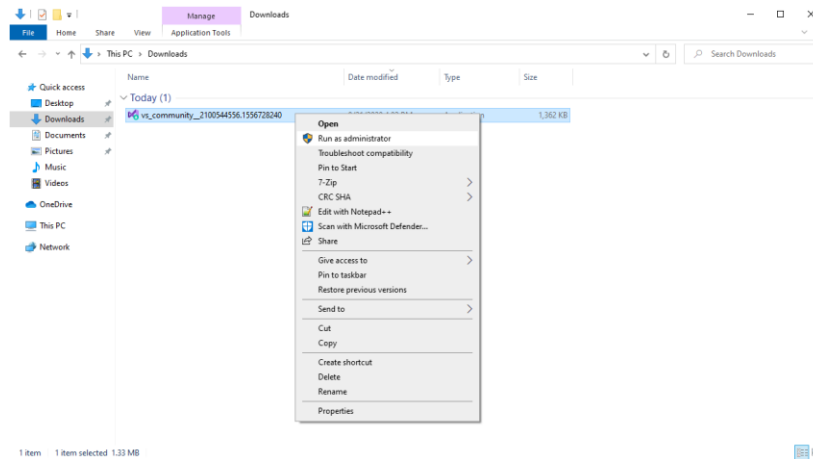 Manage
Downloads
File Home Share View Application Tools
This PC > Downloads
Search Downloads
Name Date modified Type Size
Quick access
Today (1)
Desktop
vs_community__2100544556.1556728240 1,362 KB
Downloads
Documents
Pictures
Music
Videos
OneDrive
This PC
Network
Open
Run as administrator
Troubleshoot compatibility
Pin to Start
7-Zip
CRC SHA
Edit with Notepad++
Scan with Microsoft Defender...
Share
Give access to
Pin to taskbar
Restore previous versions
Send to
Cut
Copy
Create shortcut
Delete
Rename
Properties
1 item 1 item selected 1.33 MB